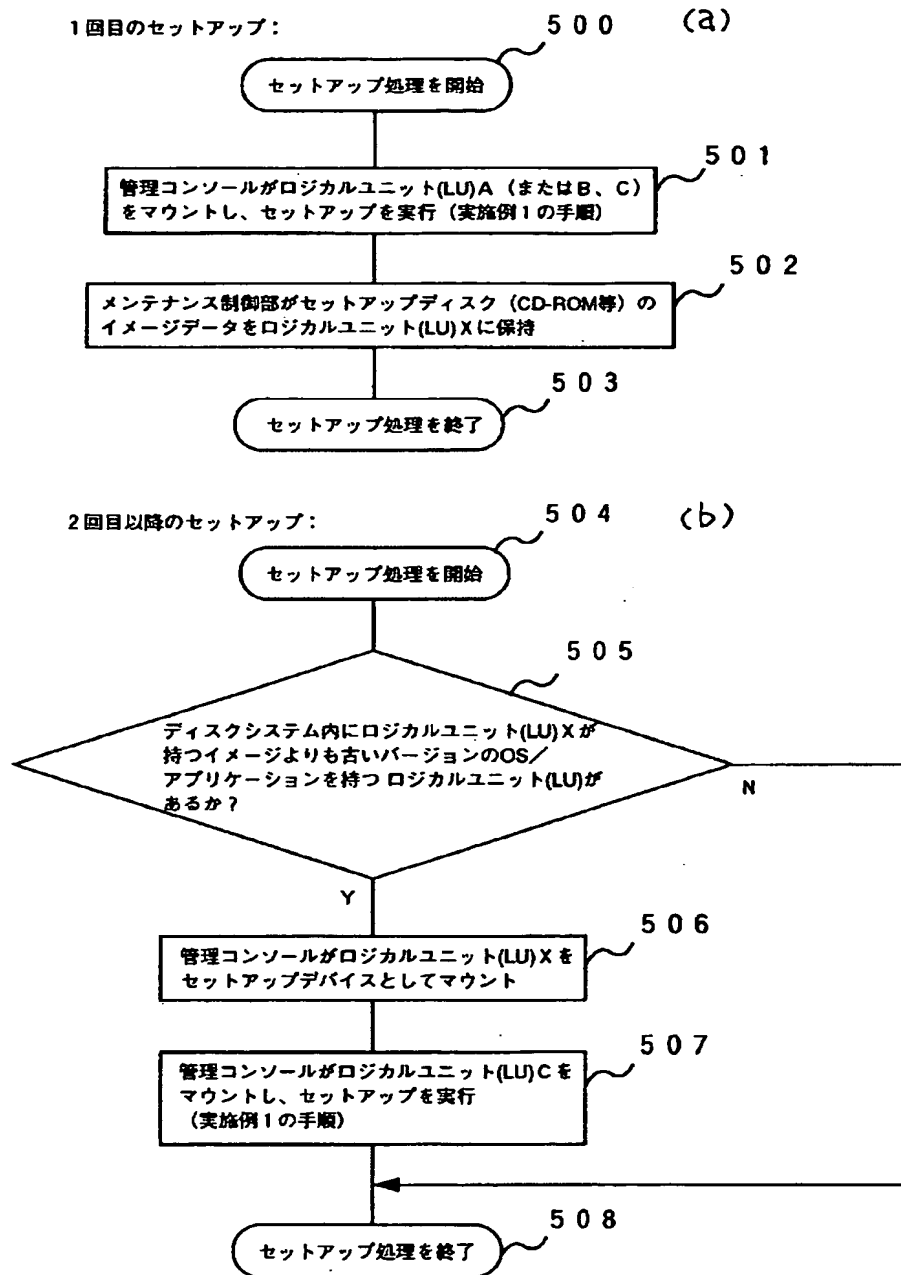 1回目のセットアップ：
500
(a)
セットアップ処理を開始
501
管理コンソールがロジカルユニット(LU)A（またはB、C）
をマウントし、セットアップを実行（実施例1の手順）
502
メンテナンス制御部がセットアップディスク（CD-ROM等）の
イメージデータをロジカルユニット(LU)Xに保持
503
セットアップ処理を終了
2回目以降のセットアップ：
504
(b)
セットアップ処理を開始
505
ディスクシステム内にロジカルユニット(LU)Xが
持つイメージよりも古いバージョンのOS／
アプリケーションを持つ ロジカルユニット(LU)が
あるか？
N
Y
506
管理コンソールがロジカルユニット(LU)Xを
セットアップデバイスとしてマウント
507
管理コンソールがロジカルユニット(LU)Cを
マウントし、セットアップを実行
（実施例1の手順）
508
セットアップ処理を終了